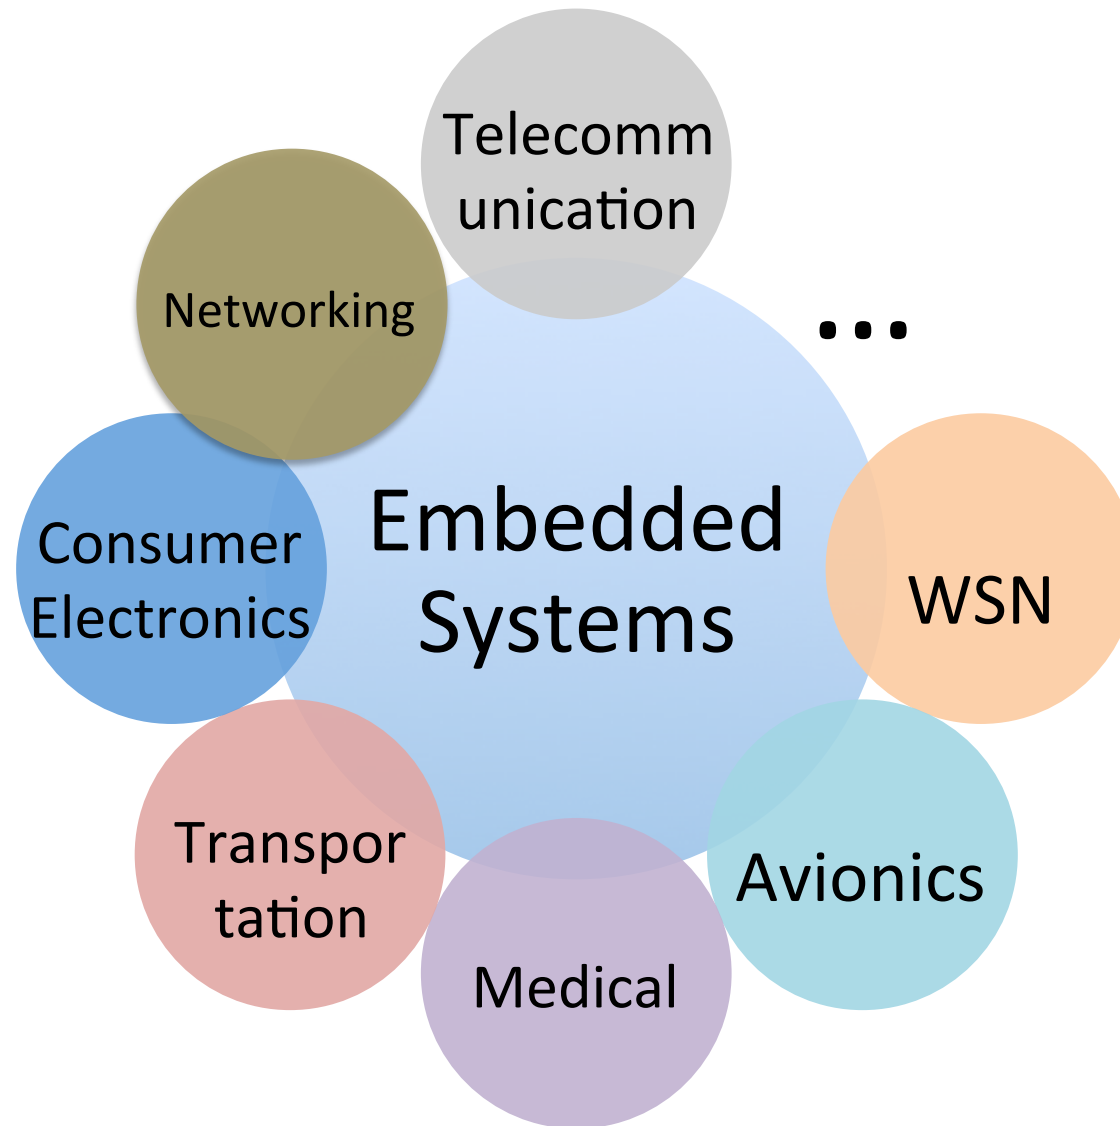 Telecomm
unication
Networking
...
Consumer
Electronics
Embedded
Systems
WSN
Transpor
tation
Avionics
Medical